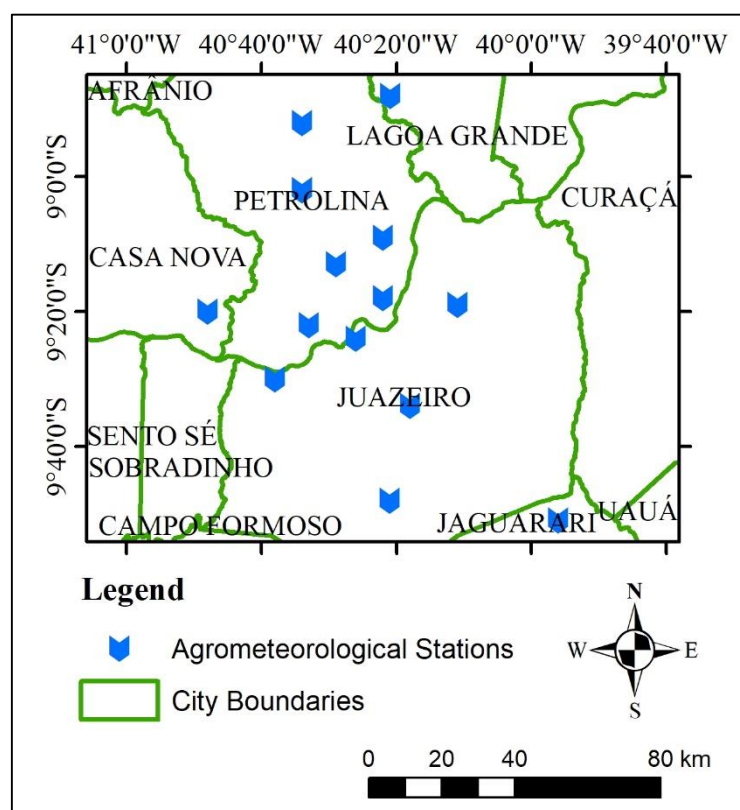 41°0'0"W 40°40'0"W 40°20'0"W 40°0'0"W 39°40'0"W
AFRÂNIO
LAGOA GRANDE
9°0'0"S
PETROLINA
CURAÇÁ
CASA NOVA
9°20'0"S
JUAZEIRO
SENTO SÉ
9°40'0"S
SOBRADINHO
CAMPO FORMOSO
JAGUARARI
UAUÁ
Legend
Agrometeorological Stations
City Boundaries
N
W E
S
0 20 40 80 km